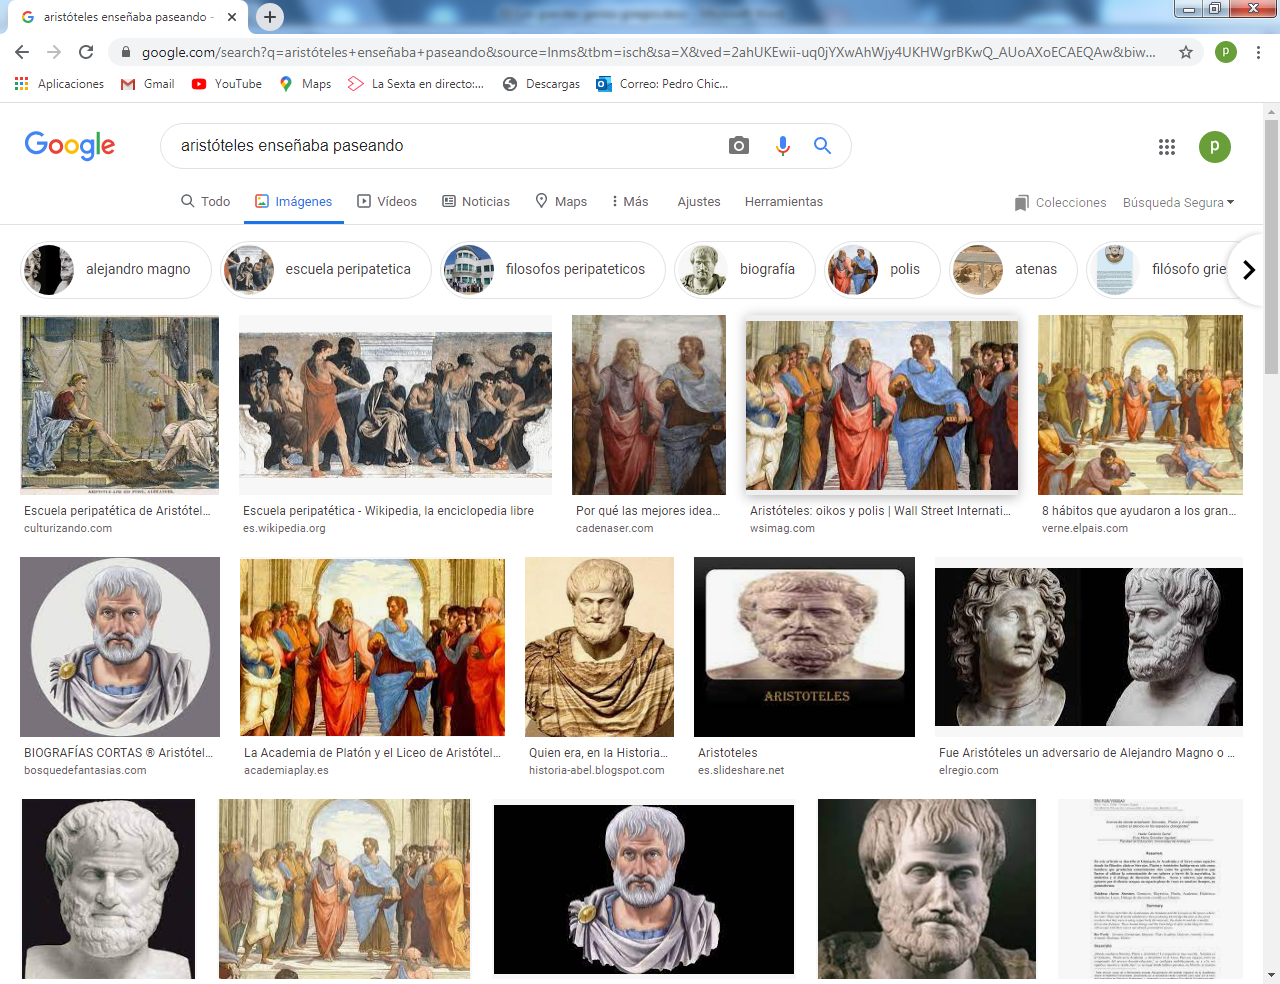 aristóteles enseñaba paseando -
google.com/search?q=aristóteles+enseñaba+paseando&source=lnms&tbm=isch&sa=X&ved=2ahUKEwii-uq0jYXwAhWjy4UKHWgrBKwQ_AUoAXoECAEQAw&biw...
p
Aplicaciones Gmail YouTube Maps La Sexta en directo:... Descargas Correo: Pedro Chic...
Google
aristóteles enseñaba paseando
p
Todo Imágenes Vídeos Noticias Maps Más Ajustes Herramientas Colecciones Búsqueda Segura
alejandro magno escuela peripatetica filosofos peripateticos biografía polis atenas filósofo grie
Escuela peripatética de Aristótel...
culturizando.com
Escuela peripatética - Wikipedia, la enciclopedia libre
es.wikipedia.org
Por qué las mejores idea...
cadenaser.com
Aristóteles: oikos y polis | Wall Street Internati...
wsimag.com
8 hábitos que ayudaron a los gran...
verne.elpais.com
BIOGRAFÍAS CORTAS ® Aristótel...
bosquedefantasias.com
La Academia de Platón y el Liceo de Aristótel...
academiaplay.es
Quien era, en la Historia...
historia-abel.blogspot.com
ARISTOTELES
Aristoteles
es.slideshare.net
Fue Aristóteles un adversario de Alejandro Magno o ...
elregio.com
Resumen
Summary